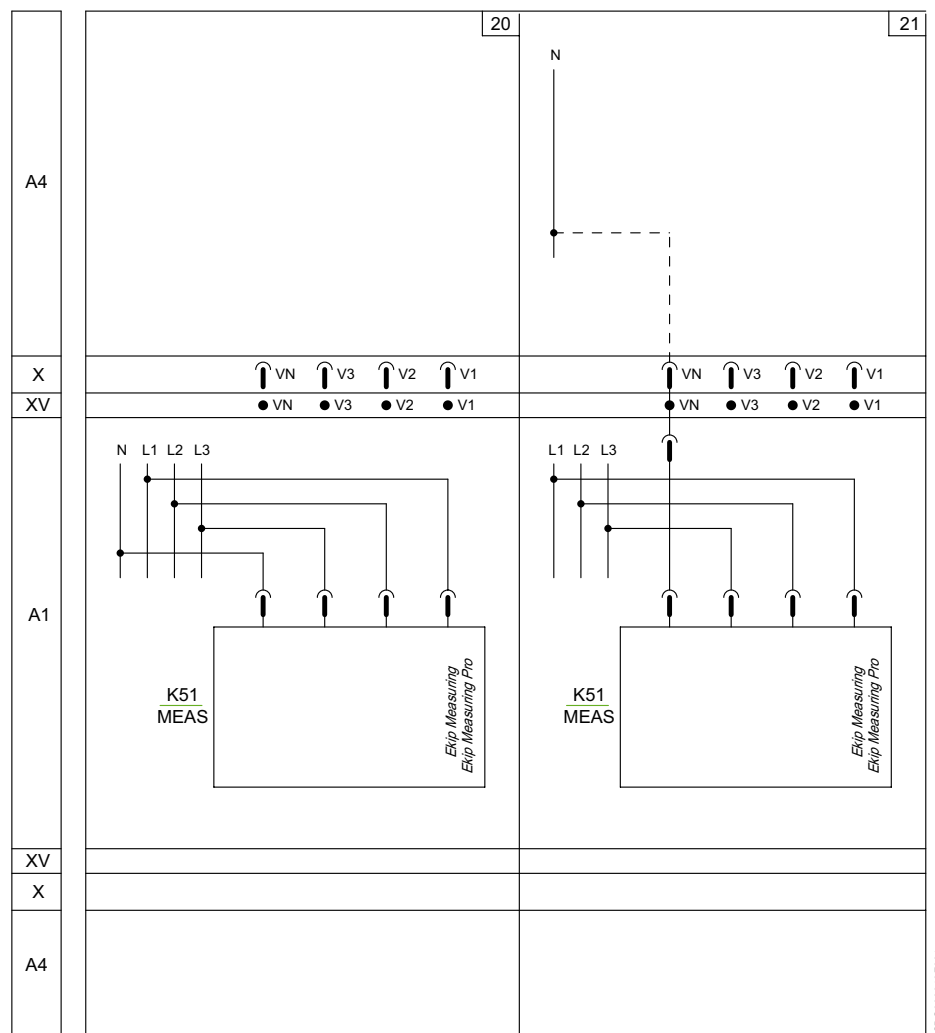 20
21
N
A4
X
VN V3 V2 V1
VN V3 V2 V1
XV
VN V3 V2 V1
VN V3 V2 V1
N L1 L2 L3
L1 L2 L3
A1
K51
MEAS
Ekip Measuring
Ekip Measuring Pro
K51
MEAS
Ekip Measuring
Ekip Measuring Pro
XV
X
A4